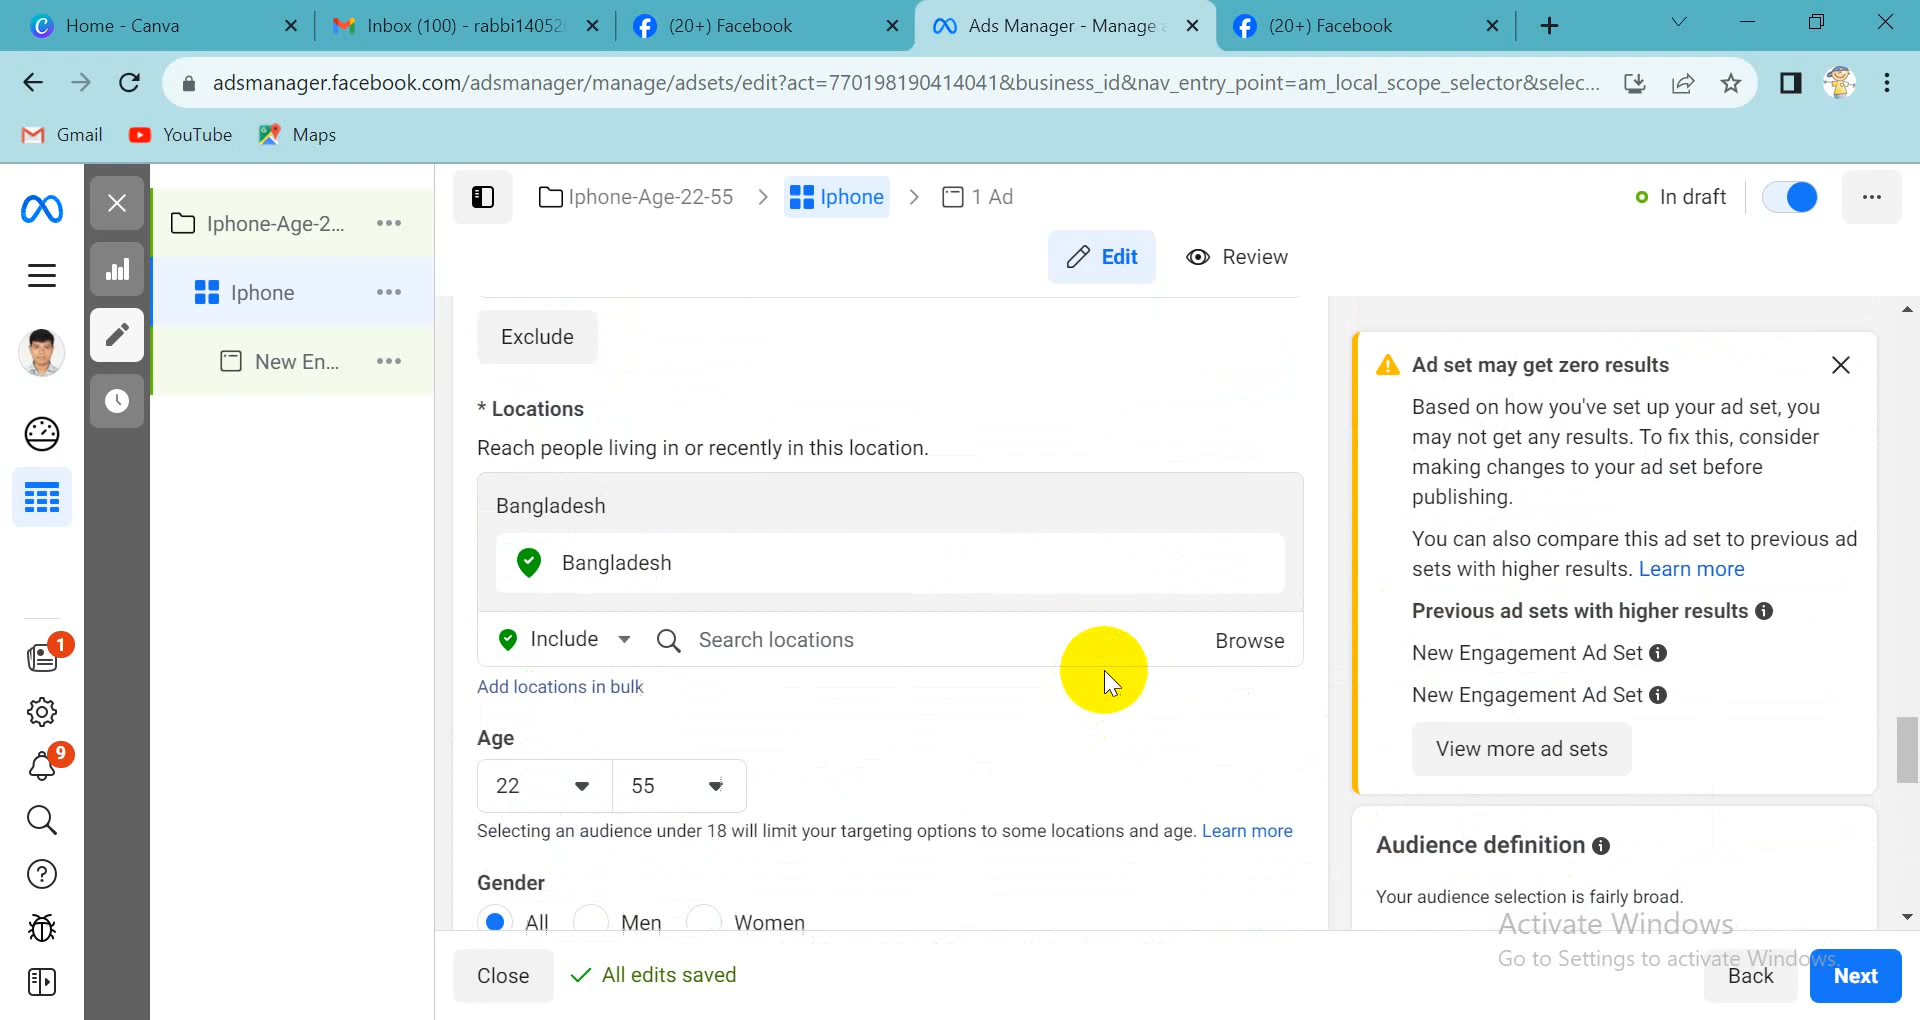 Home - Canva
Inbox (100) - rabbi14052
(20+) Facebook
Ads Manager - Manage
(20+) Facebook
adsmanager.facebook.com/adsmanager/manage/adsets/edit?act=770198190414041&business_id&nav_entry_point=am_local_scope_selector&selec...
Gmail
YouTube
Maps
Iphone-Age-2...
Iphone
New En...
Iphone-Age-22-55
Iphone
1 Ad
In draft
Edit
Review
Exclude
* Locations
Reach people living in or recently in this location.
Bangladesh
Bangladesh
Include
Search locations
Browse
Add locations in bulk
Age
22
55
Selecting an audience under 18 will limit your targeting options to some locations and age. Learn more
Gender
All
Men
Women
Close
All edits saved
Ad set may get zero results
Based on how you've set up your ad set, you
may not get any results. To fix this, consider
making changes to your ad set before
publishing.
You can also compare this ad set to previous ad
sets with higher results. Learn more
Previous ad sets with higher results
New Engagement Ad Set
New Engagement Ad Set
View more ad sets
Audience definition
Your audience selection is fairly broad.
Activate Windows
Go to Settings to activate Windows.
Back
Next
1
9